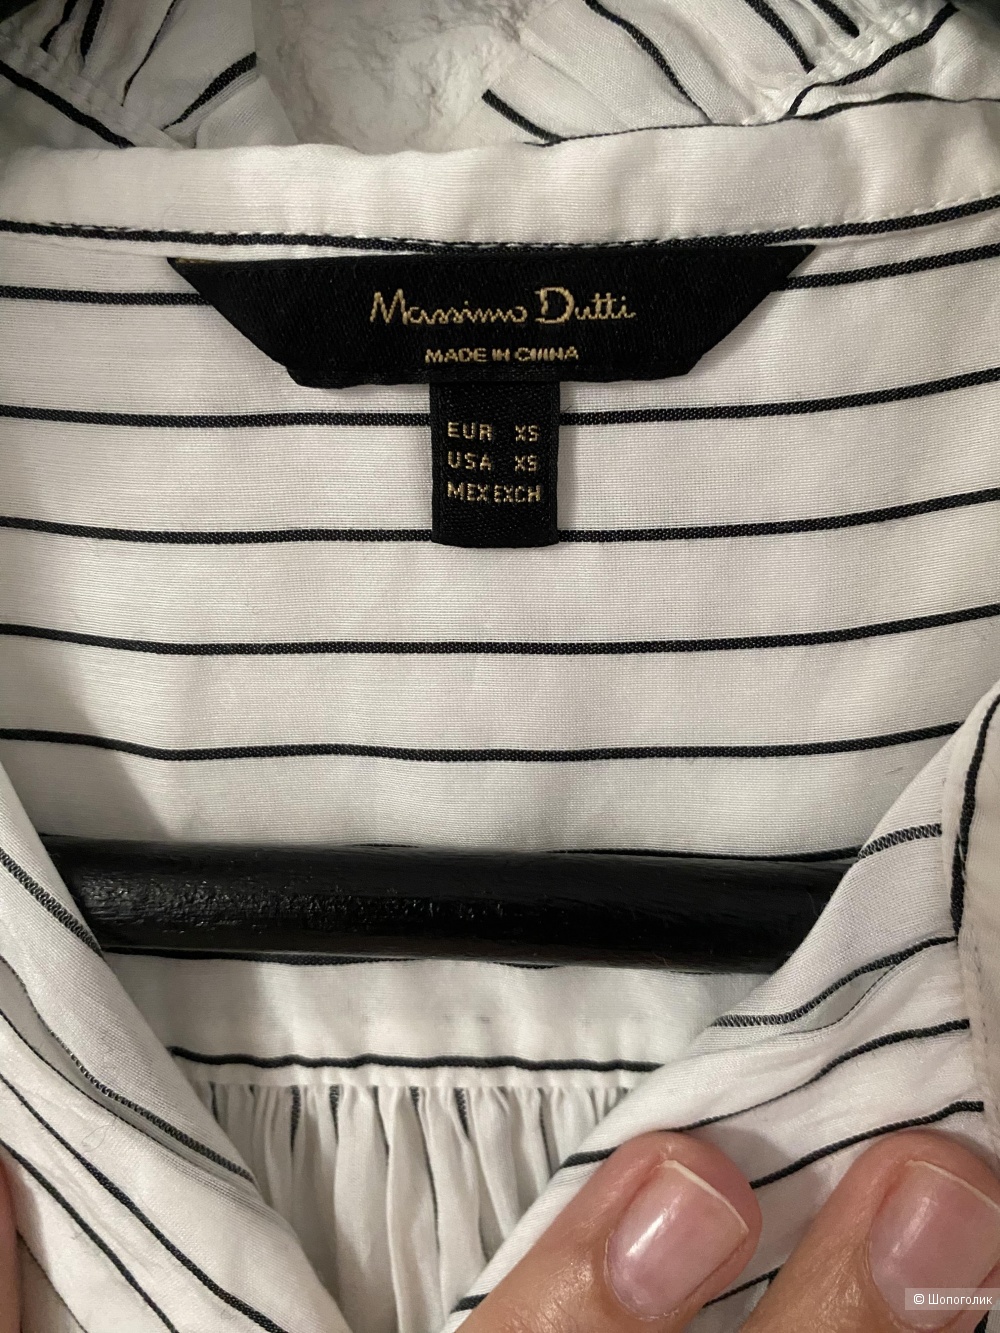 Massimo Dutti
MADE IN CHINA
EUR XS
USA XS
MEX EXCH
© Шопоголик